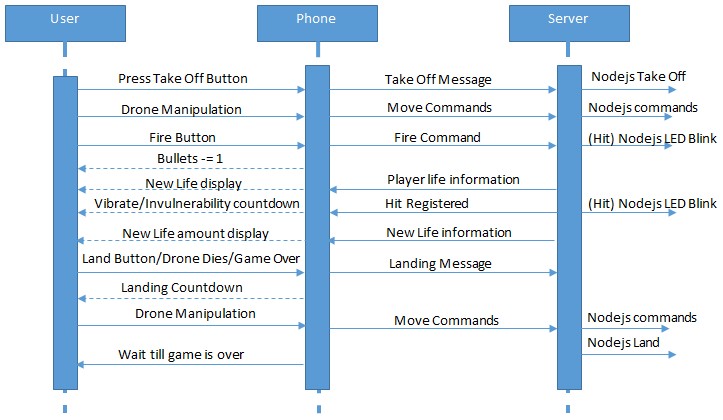 User
Phone
Server
Press Take Off Button
Take Off Message
Nodejs Take Off
Drone Manipulation
Move Commands
Nodejs commands
Fire Button
Fire Command
(Hit) Nodejs LED Blink
Bullets -= 1
New Life display
Player life information
Vibrate/Invulnerability countdown
Hit Registered
(Hit) Nodejs LED Blink
New Life amount display
New Life information
Land Button/Drone Dies/Game Over
Landing Message
Landing Countdown
Drone Manipulation
Move Commands
Nodejs commands
Nodejs Land
Wait till game is over